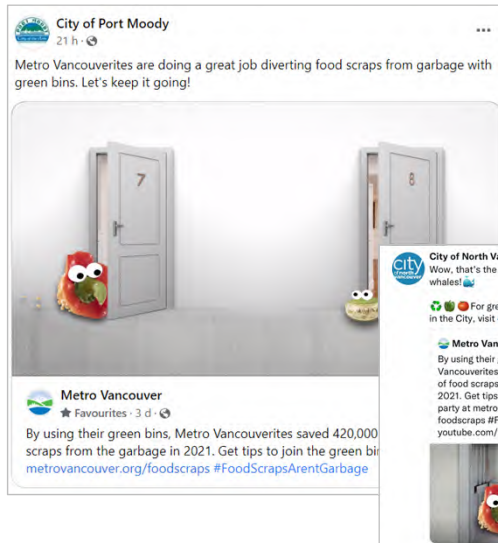 City of Port Moody
21 h
Metro Vancouverites are doing a great job diverting food scraps from garbage with
green bins. Let's keep it going!
7
8
Metro Vancouver
Favourites · 3 d
By using their green bins, Metro Vancouverites saved 420,000
scraps from the garbage in 2021. Get tips to join the green
metrovancouver.org/foodscraps #FoodScrapsArentGarbage
city
City of North
Wow, that's the
whales!
For
in the City, visit
Metro
By using their
Vancouverites
of food scraps
2021. Get tips
party at metro
foodscraps
youtube.com/